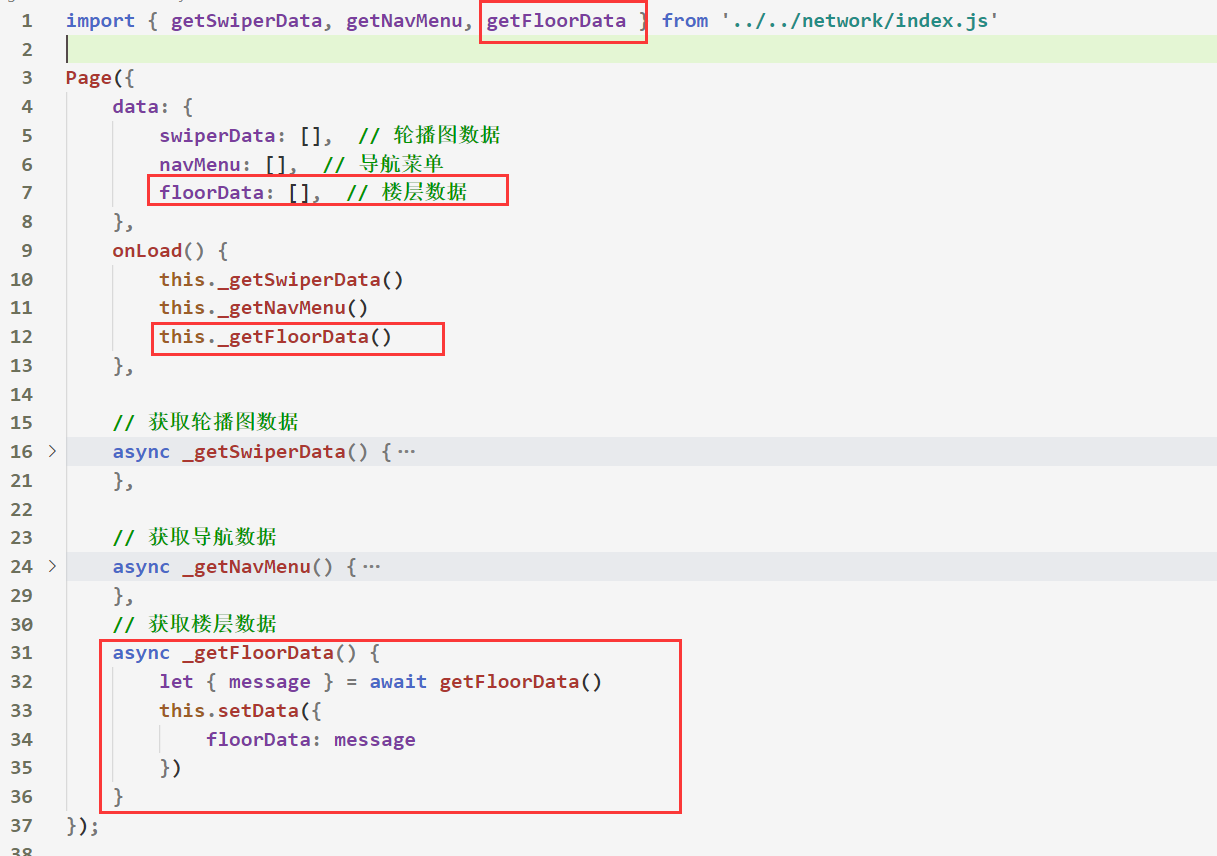 1 import { getSwiperData, getNavMenu, getFloorData } from '../../network/index.js'
2
3 Page({
4 data: {
5 swiperData: [], // 轮播图数据
6 navMenu: [], // 导航菜单
7 floorData: [], // 楼层数据
8 },
9 onLoad() {
10 this._getSwiperData()
11 this._getNavMenu()
12 this._getFloorData()
13 },
14
15 // 获取轮播图数据
16 async _getSwiperData() { ···
21 },
22
23 // 获取导航数据
24 async _getNavMenu() { ···
29 },
30 // 获取楼层数据
31 async _getFloorData() {
32 let { message } = await getFloorData()
33 this.setData({
34 floorData: message
35 })
36 }
37 });
38